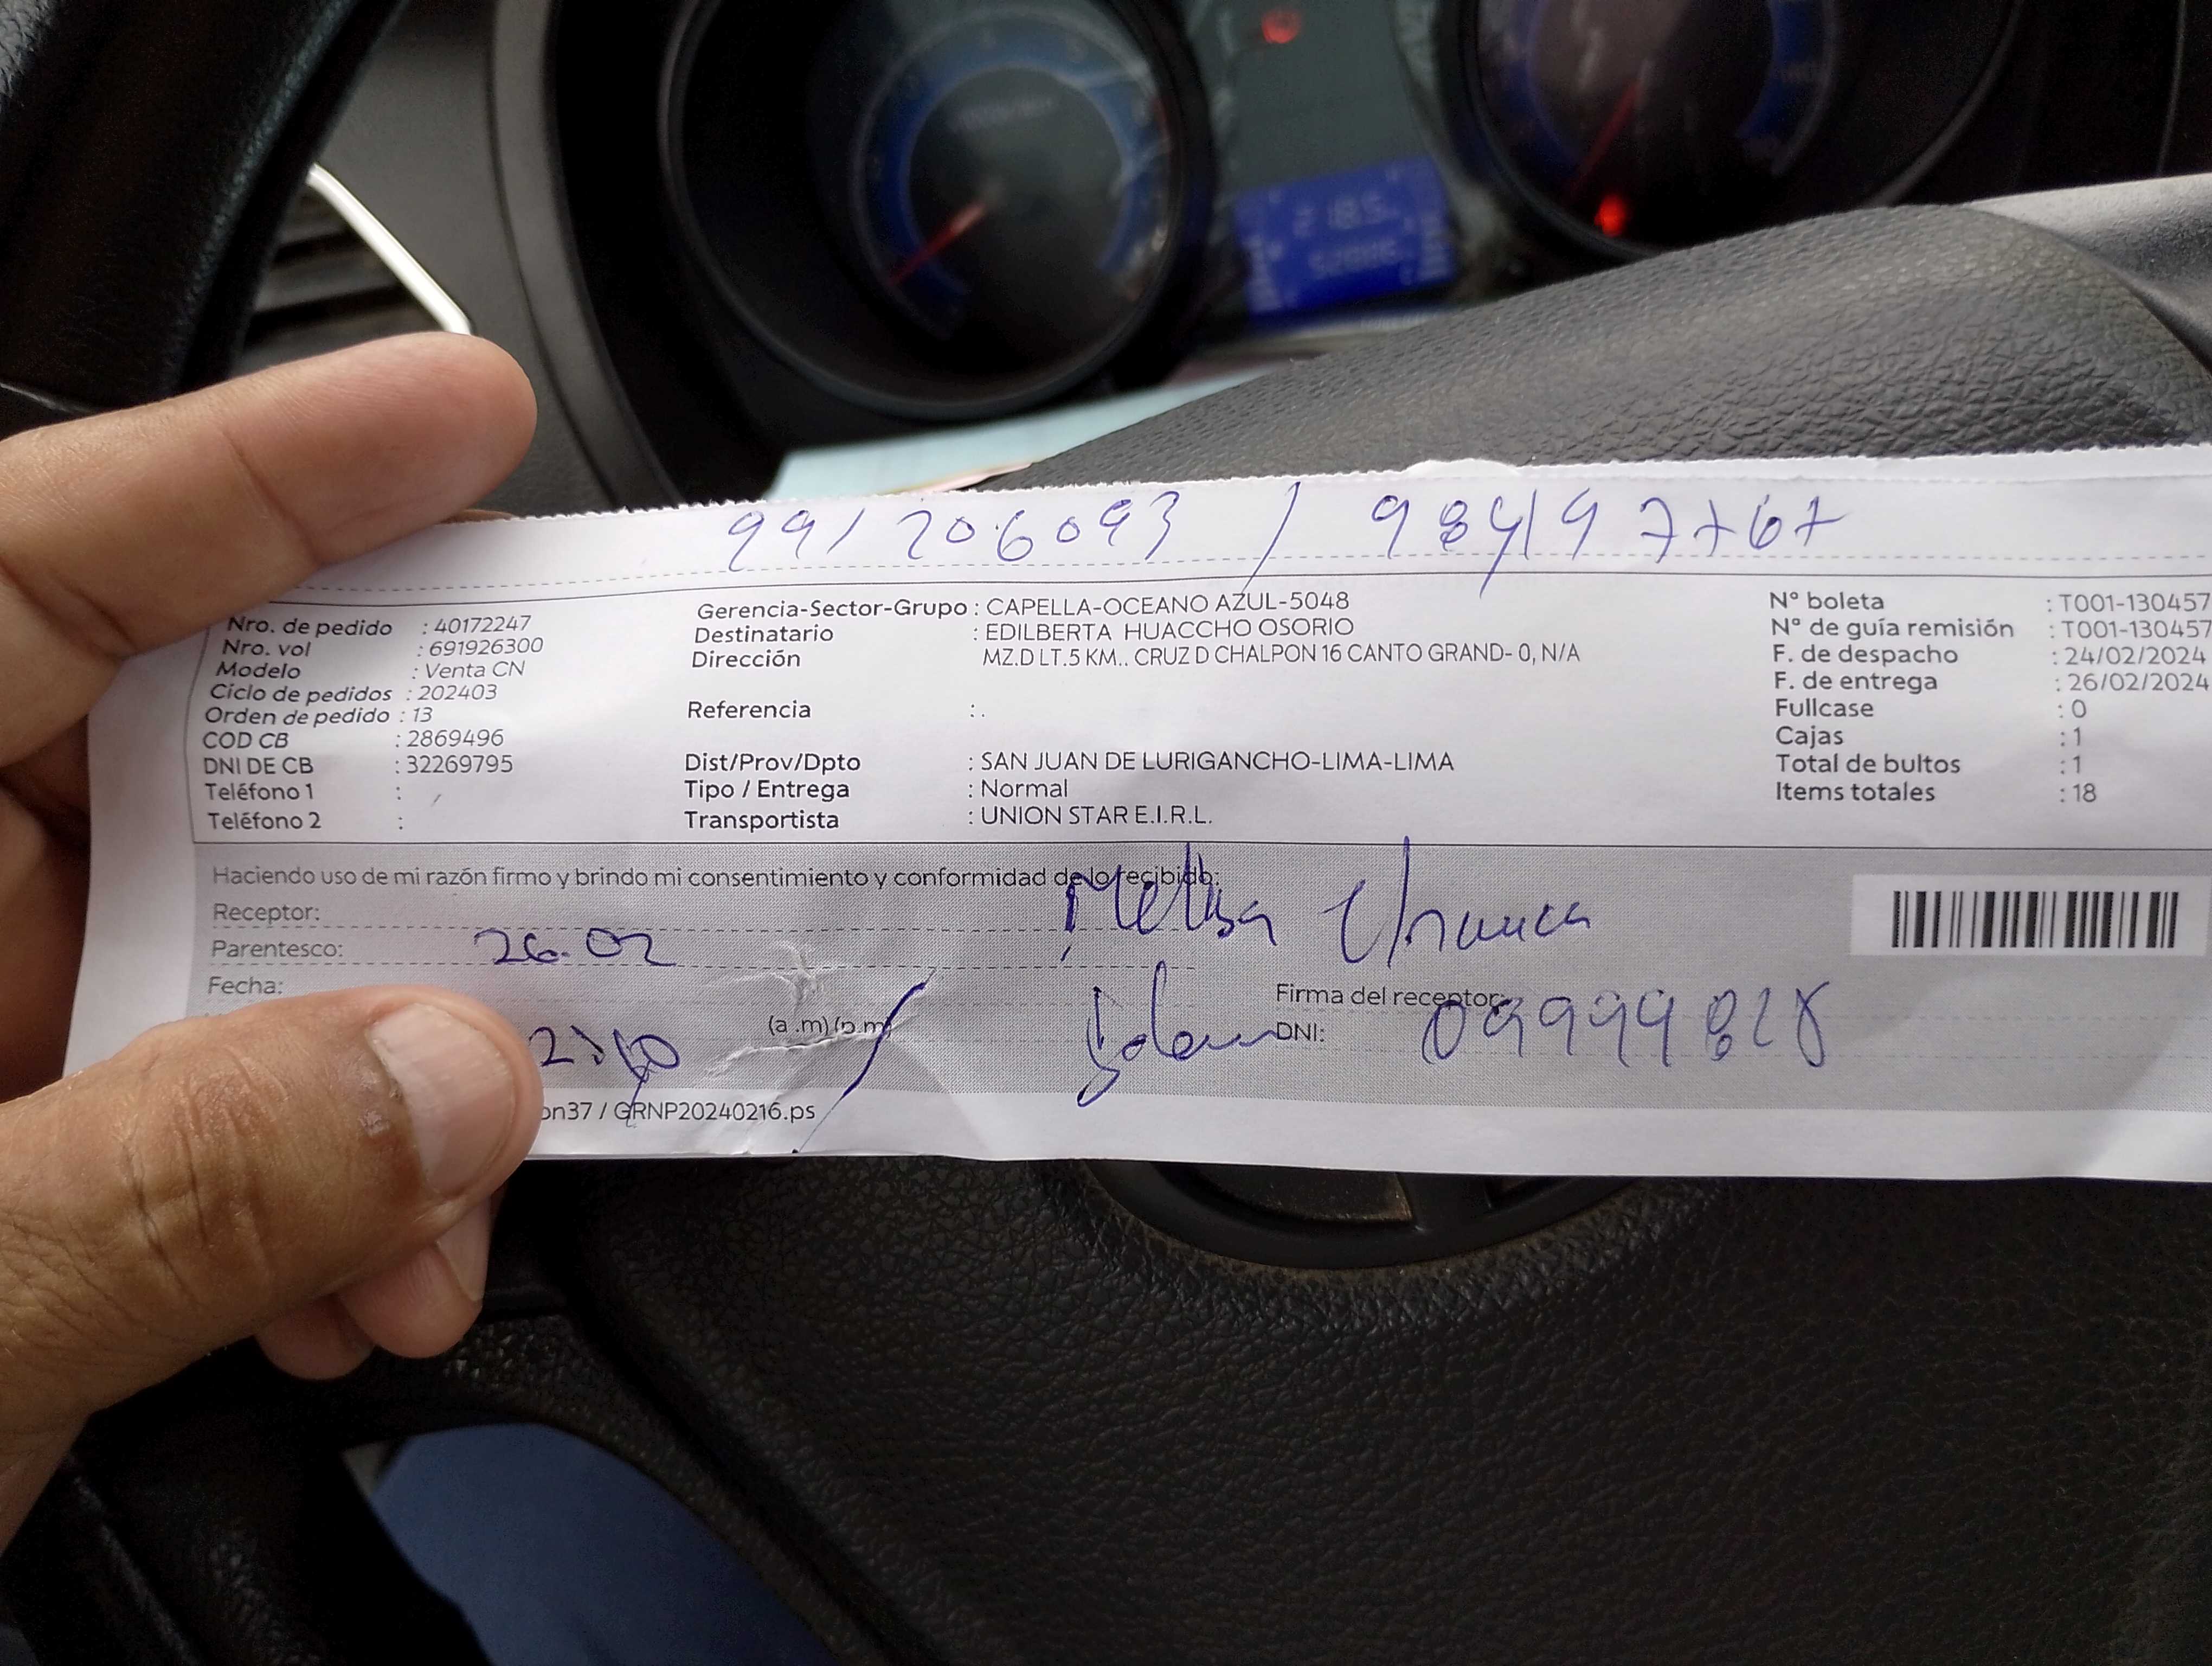 991206093 / 984197767
Nro. de pedido : 40172247
Nro. vol : 691926300
Modelo : Venta CN
Ciclo de pedidos : 202403
Orden de pedido : 13
COD CB : 2869496
DNI DE CB : 32269795
Teléfono 1 :
Teléfono 2 :
Gerencia-Sector-Grupo : CAPELLA-OCEANO AZUL-5048
Destinatario : EDILBERTA HUACCHO OSORIO
Dirección MZ.D LT.5 KM.. CRUZ D CHALPON 16 CANTO GRAND- 0, N/A
Referencia : .
Dist/Prov/Dpto : SAN JUAN DE LURIGANCHO-LIMA-LIMA
Tipo / Entrega : Normal
Transportista : UNION STAR E.I.R.L.
N° boleta : T001-130457
N° de guía remisión : T001-130457
F. de despacho : 24/02/2024
F. de entrega : 26/02/2024
Fullcase : 0
Cajas : 1
Total de bultos : 1
Items totales : 18
Haciendo uso de mi razón firmo y brindo mi consentimiento y conformidad de lo recibido:
Receptor: Melisa
Parentesco: 26.02
Fecha:
(a .m) (p.m)
Firma del receptor:
DNI: 09999828
on37 / GRNP20240216.ps